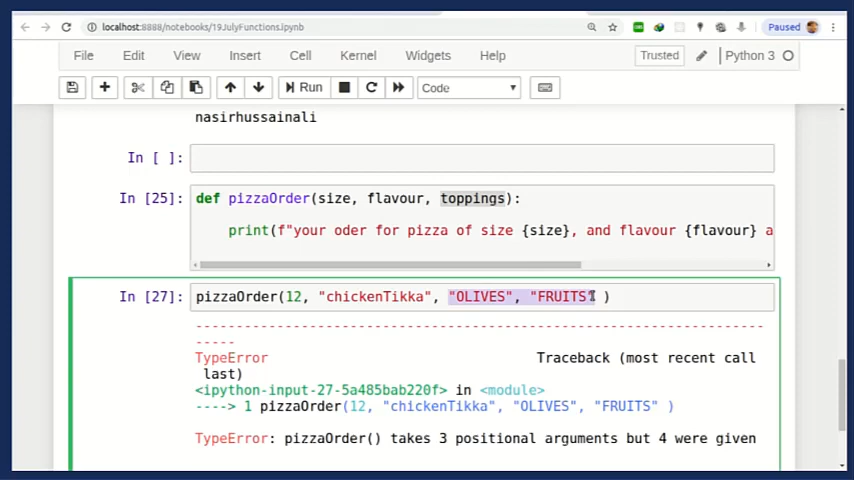 localhost:8888/notebooks/19JulyFunctions.ipynb
Paused
File Edit View Insert Cell Kernel Widgets Help
Trusted
Python 3
Run
Code
nasirhussainali
In [ ]:
In [25]: def pizzaOrder(size, flavour, toppings):
print(f"your oder for pizza of size {size}, and flavour {flavour} a
In [27]: pizzaOrder(12, "chickenTikka", "OLIVES", "FRUITS" )
---------------------------------------------------------------------------
TypeError Traceback (most recent call
last)
<ipython-input-27-5a485bab220f> in <module>
----> 1 pizzaOrder(12, "chickenTikka", "OLIVES", "FRUITS" )
TypeError: pizzaOrder() takes 3 positional arguments but 4 were given